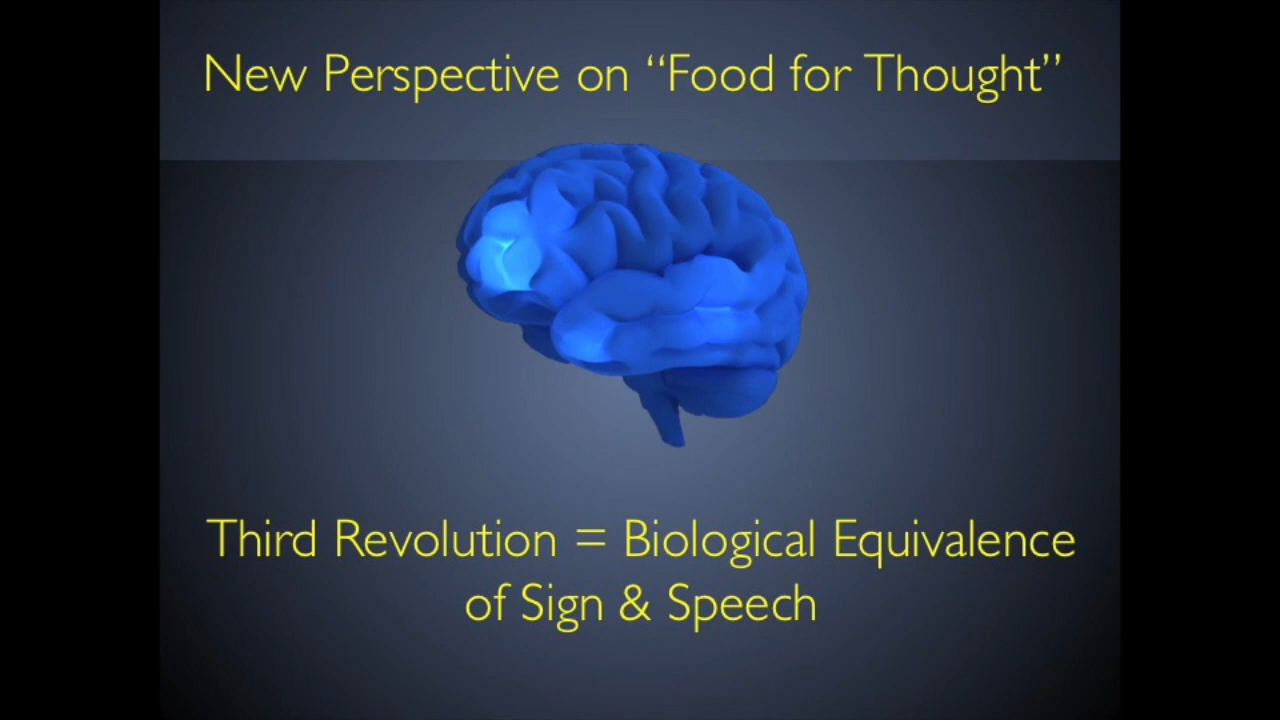 New Perspective on “Food for Thought”
Third Revolution = Biological Equivalence
of Sign & Speech